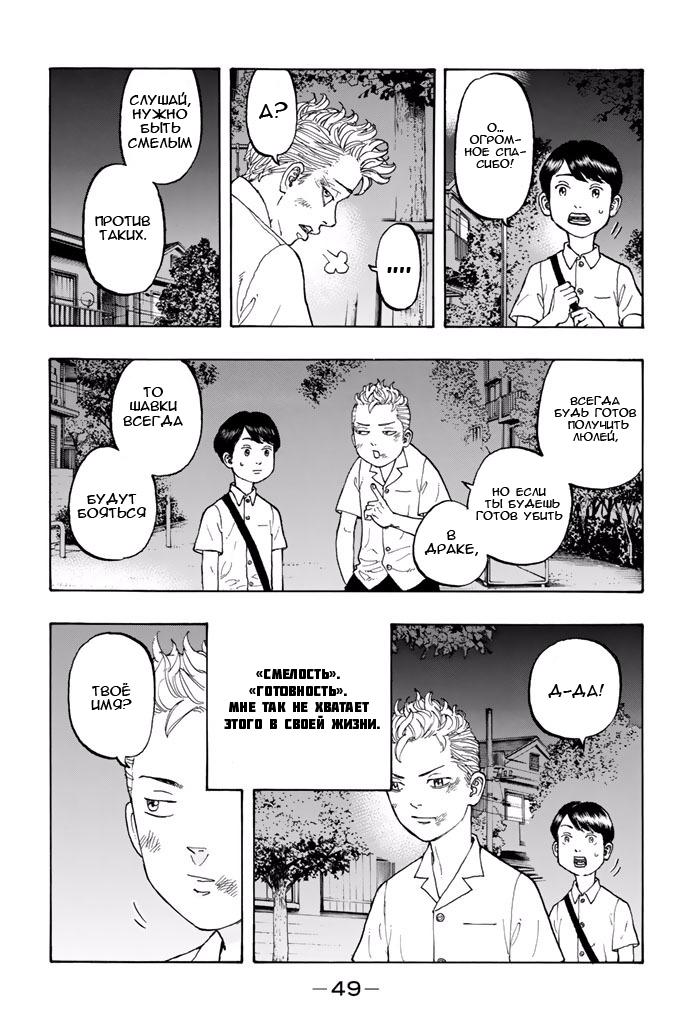 О...
ОГРОМ-
НОЕ СПА-
СИБО!
А?
,,,,
СЛУШАЙ,
НУЖНО
БЫТЬ
СМЕЛЫМ
ПРОТИВ
ТАКИХ.
ВСЕГДА
БУДЬ ГОТОВ
ПОЛУЧИТЬ
ЛЮЛЕЙ,
НО ЕСЛИ
ТЫ БУДЕШЬ
ГОТОВ УБИТЬ
В
ДРАКЕ,
ТО
ШАВКИ
ВСЕГДА
БУДУТ
БОЯТЬСЯ
Д-ДА!
«СМЕЛОСТЬ».
«ГОТОВНОСТЬ».
МНЕ ТАК НЕ ХВАТАЕТ
ЭТОГО В СВОЕЙ ЖИЗНИ.
ТВОЁ
ИМЯ?
—49—